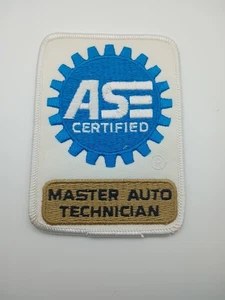 ASE
CERTIFIED
®
MASTER AUTO
TECHNICIAN